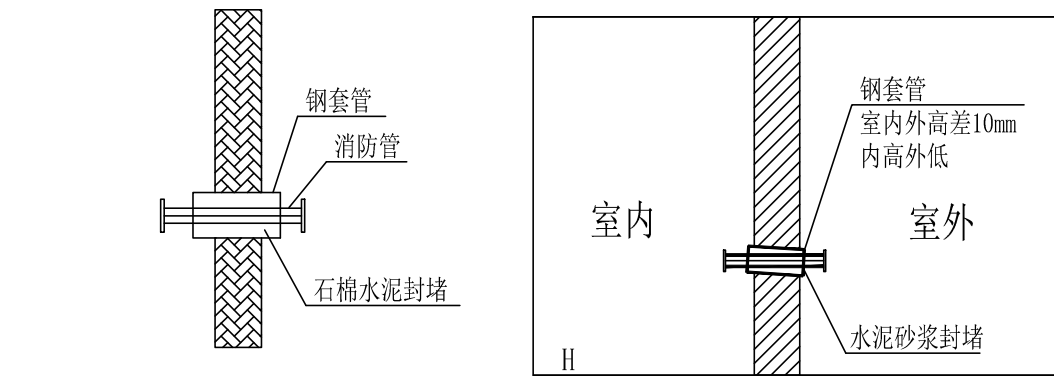 钢套管
消防管
石棉水泥封堵
钢套管
室内外高差10mm
内高外低
室内
室外
水泥砂浆封堵
H